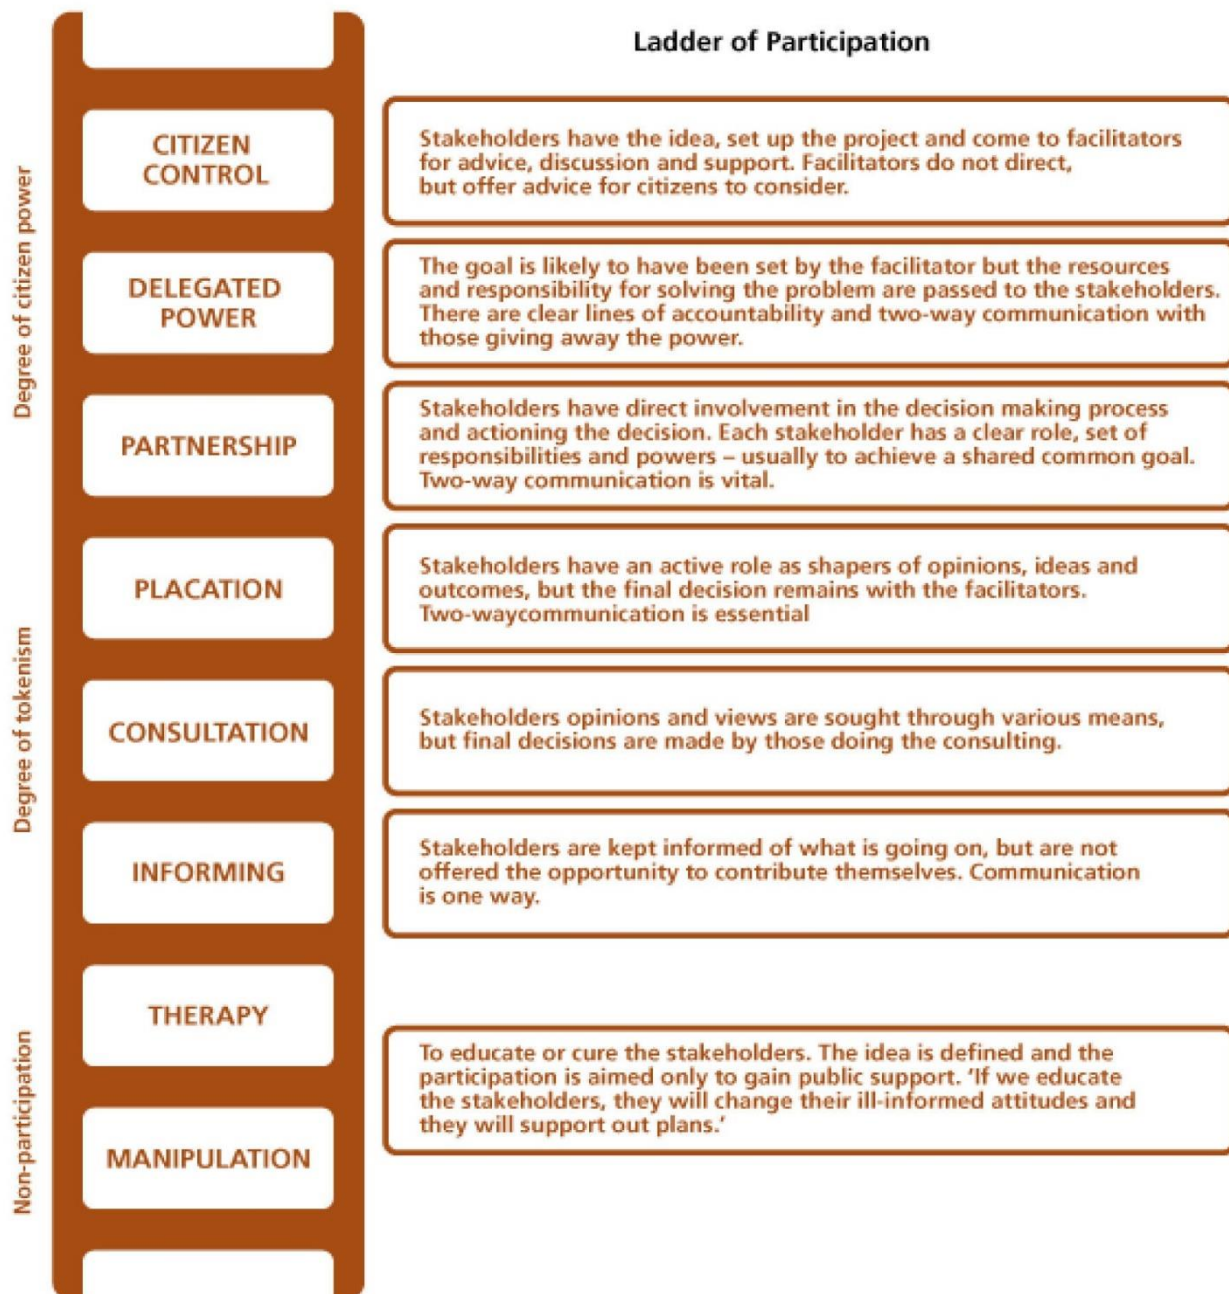 Ladder of Participation
Degree of citizen power
CITIZEN
CONTROL
Stakeholders have the idea, set up the project and come to facilitators
for advice, discussion and support. Facilitators do not direct,
but offer advice for citizens to consider.
DELEGATED
POWER
The goal is likely to have been set by the facilitator but the resources
and responsibility for solving the problem are passed to the stakeholders.
There are clear lines of accountability and two-way communication with
those giving away the power.
PARTNERSHIP
Stakeholders have direct involvement in the decision making process
and actioning the decision. Each stakeholder has a clear role, set of
responsibilities and powers – usually to achieve a shared common goal.
Two-way communication is vital.
Degree of tokenism
PLACATION
Stakeholders have an active role as shapers of opinions, ideas and
outcomes, but the final decision remains with the facilitators.
Two-waycommunication is essential
CONSULTATION
Stakeholders opinions and views are sought through various means,
but final decisions are made by those doing the consulting.
INFORMING
Stakeholders are kept informed of what is going on, but are not
offered the opportunity to contribute themselves. Communication
is one way.
Non-participation
THERAPY
MANIPULATION
To educate or cure the stakeholders. The idea is defined and the
participation is aimed only to gain public support. ‘If we educate
the stakeholders, they will change their ill-informed attitudes and
they will support out plans.’